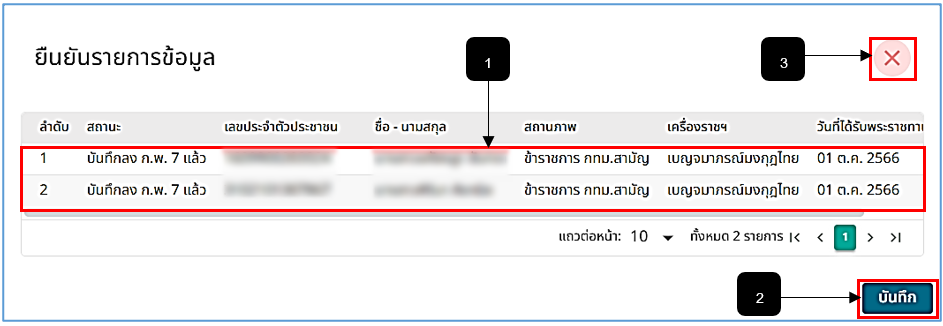 1
3
ยืนยันรายการข้อมูล
ลำดับ สถานะ เลขประจำตัวประชาชน ชื่อ - นามสกุล สถานภาพ เครื่องราชฯ วันที่ได้รับพระราชทา
1 บันทึกลง ก.พ. 7 แล้ว ข้าราชการ กทม.สามัญ เบญจมาภรณ์มงกุฎไทย 01 ต.ค. 2566
2 บันทึกลง ก.พ. 7 แล้ว ข้าราชการ กทม.สามัญ เบญจมาภรณ์มงกุฎไทย 01 ต.ค. 2566
แถวต่อหน้า: 10 ทั้งหมด 2 รายการ 1
2
บันทึก